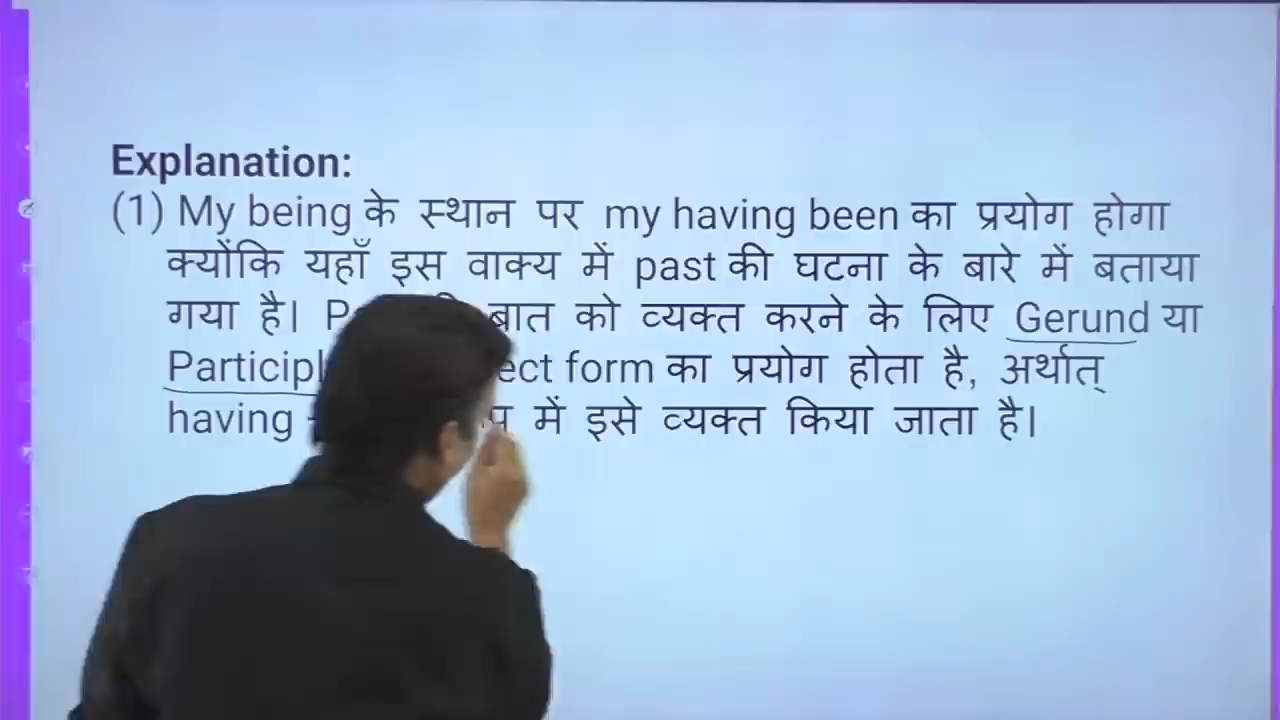 Explanation:
(1) My being के स्थान पर my having been का प्रयोग होगा
क्योंकि यहाँ इस वाक्य में past की घटना के बारे में बताया
गया है। बात को व्यक्त करने के लिए Gerund या
form का प्रयोग होता है, अर्थात्
having में इसे व्यक्त किया जाता है।